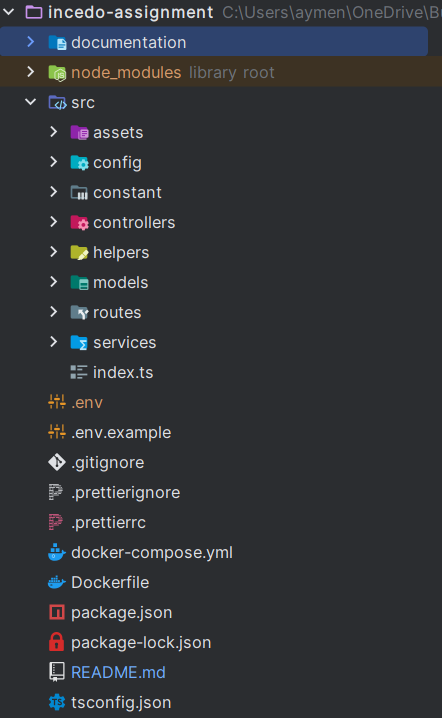 incedo-assignment C:\Users\aymen\OneDrive\Bu
documentation
node_modules library root
src
assets
config
constant
controllers
helpers
models
routes
services
index.ts
.env
.env.example
.gitignore
.prettierignore
.prettierrc
docker-compose.yml
Dockerfile
package.json
package-lock.json
README.md
tsconfig.json